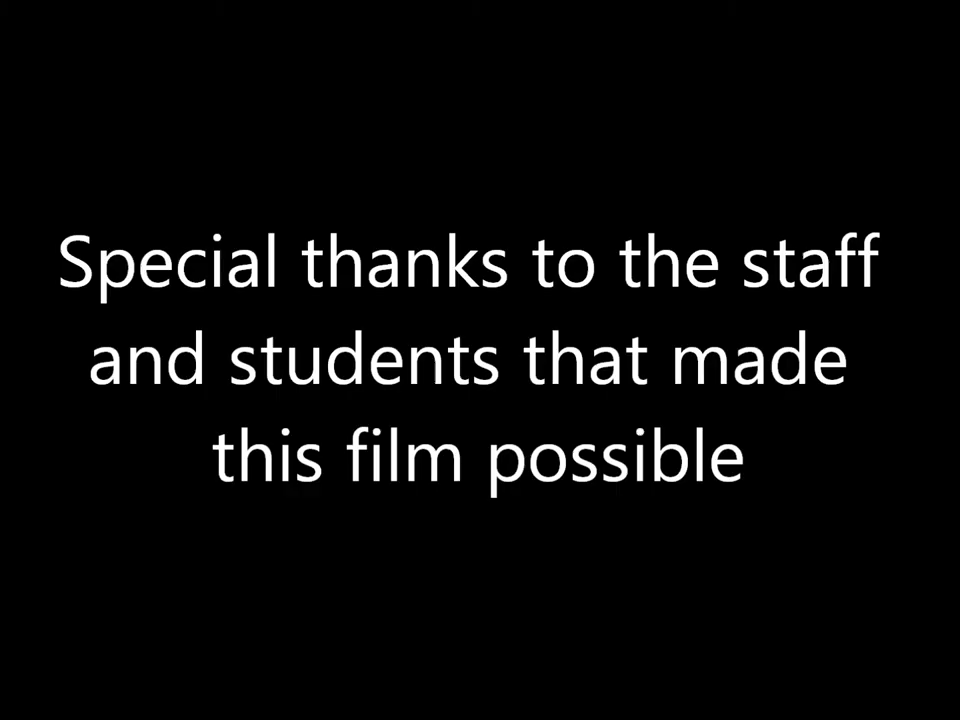 Special thanks to the staff
and students that made
this film possible